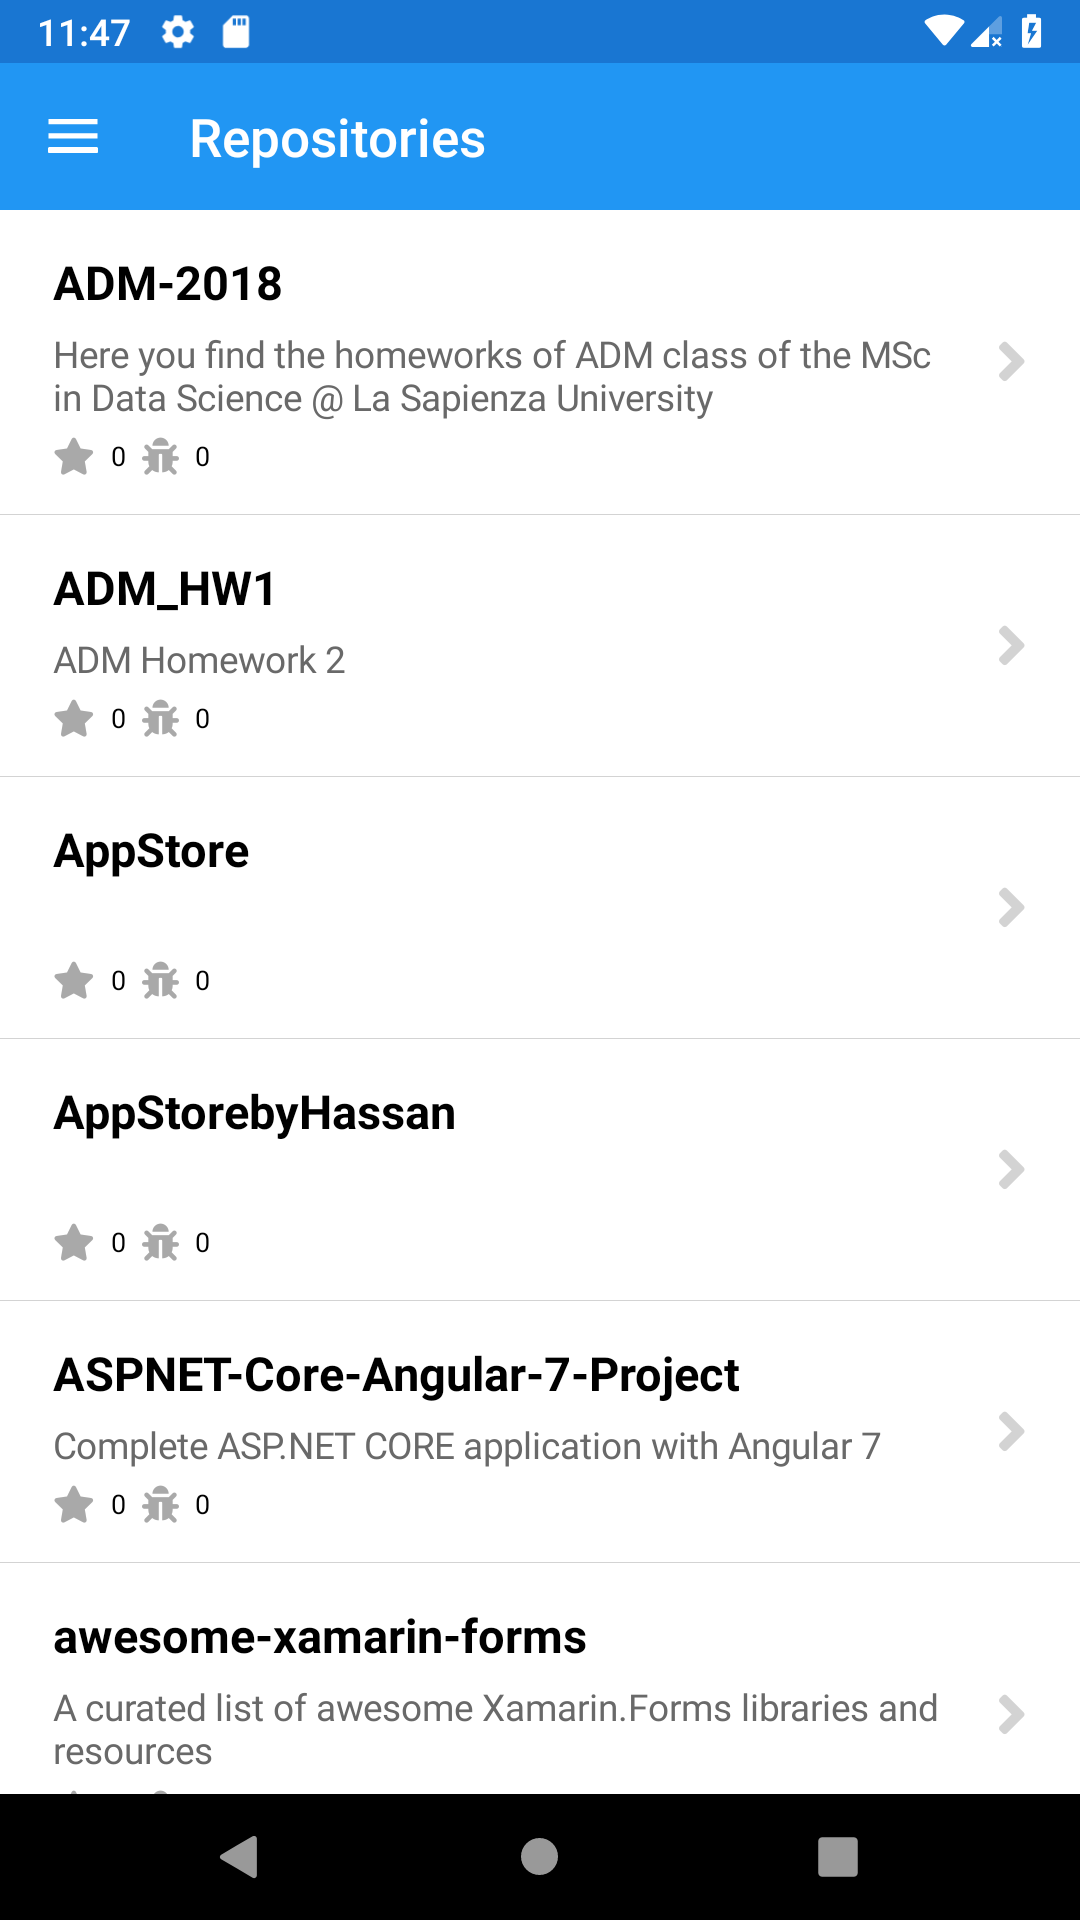 11:47
Repositories
ADM-2018
Here you find the homeworks of ADM class of the MSc
in Data Science @ La Sapienza University
0 0
ADM_HW1
ADM Homework 2
0 0
AppStore
0 0
AppStorebyHassan
0 0
ASPNET-Core-Angular-7-Project
Complete ASP.NET CORE application with Angular 7
0 0
awesome-xamarin-forms
A curated list of awesome Xamarin.Forms libraries and
resources